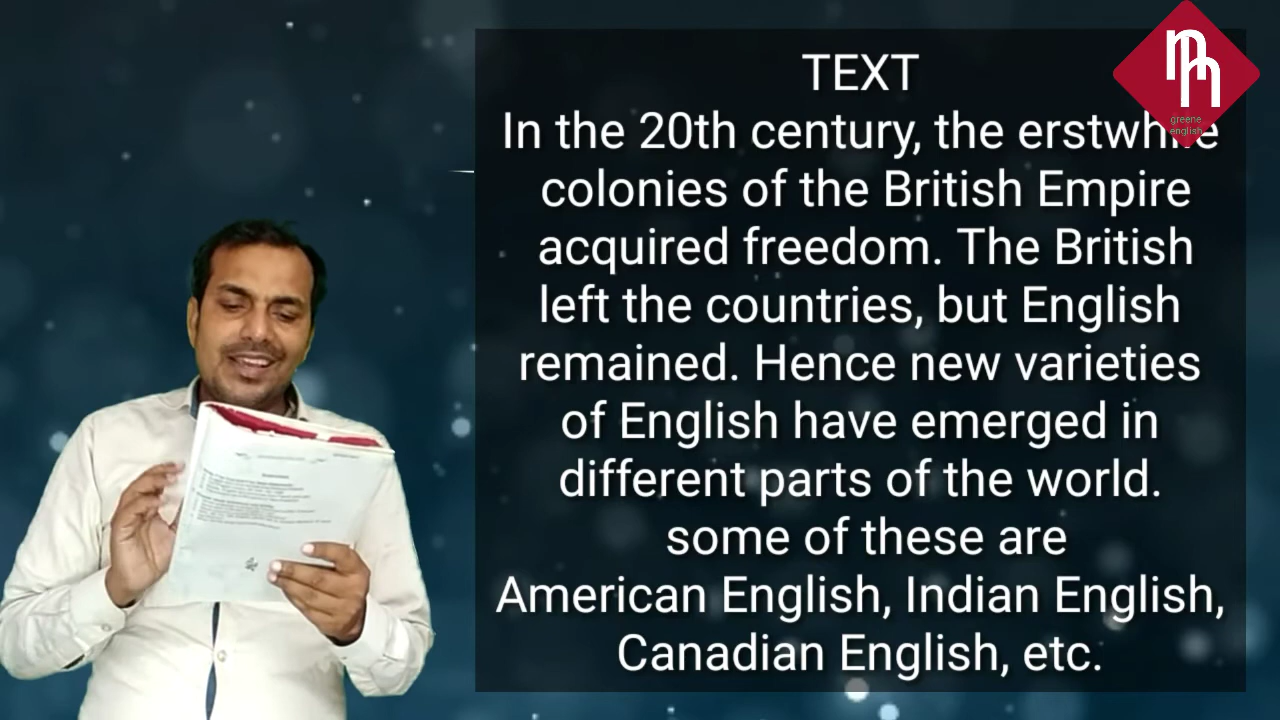 TEXT
In the 20th century, the erstwhile
colonies of the British Empire
acquired freedom. The British
left the countries, but English
remained. Hence new varieties
of English have emerged in
different parts of the world.
some of these are
American English, Indian English,
Canadian English, etc.
greene
english